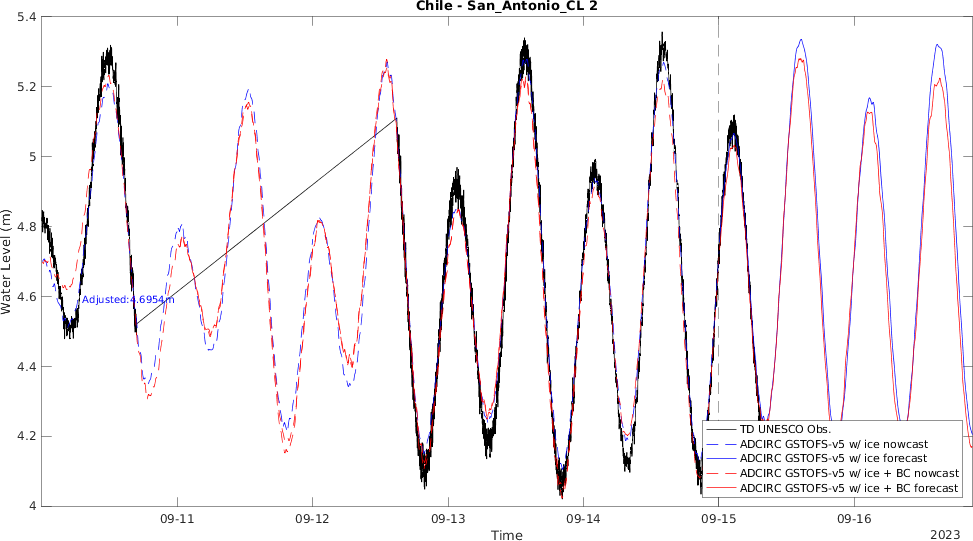 Chile - San_Antonio_CL 2
5.4
5.2
5
4.8
4.6
4.4
4.2
4
Water Level (m)
Adjusted:4.6954m
TD UNESCO Obs.
ADCIRC GSTOFS-v5 w/ ice nowcast
ADCIRC GSTOFS-v5 w/ ice forecast
ADCIRC GSTOFS-v5 w/ ice + BC nowcast
ADCIRC GSTOFS-v5 w/ ice + BC forecast
09-11 09-12 09-13 09-14 09-15 09-16
Time
2023